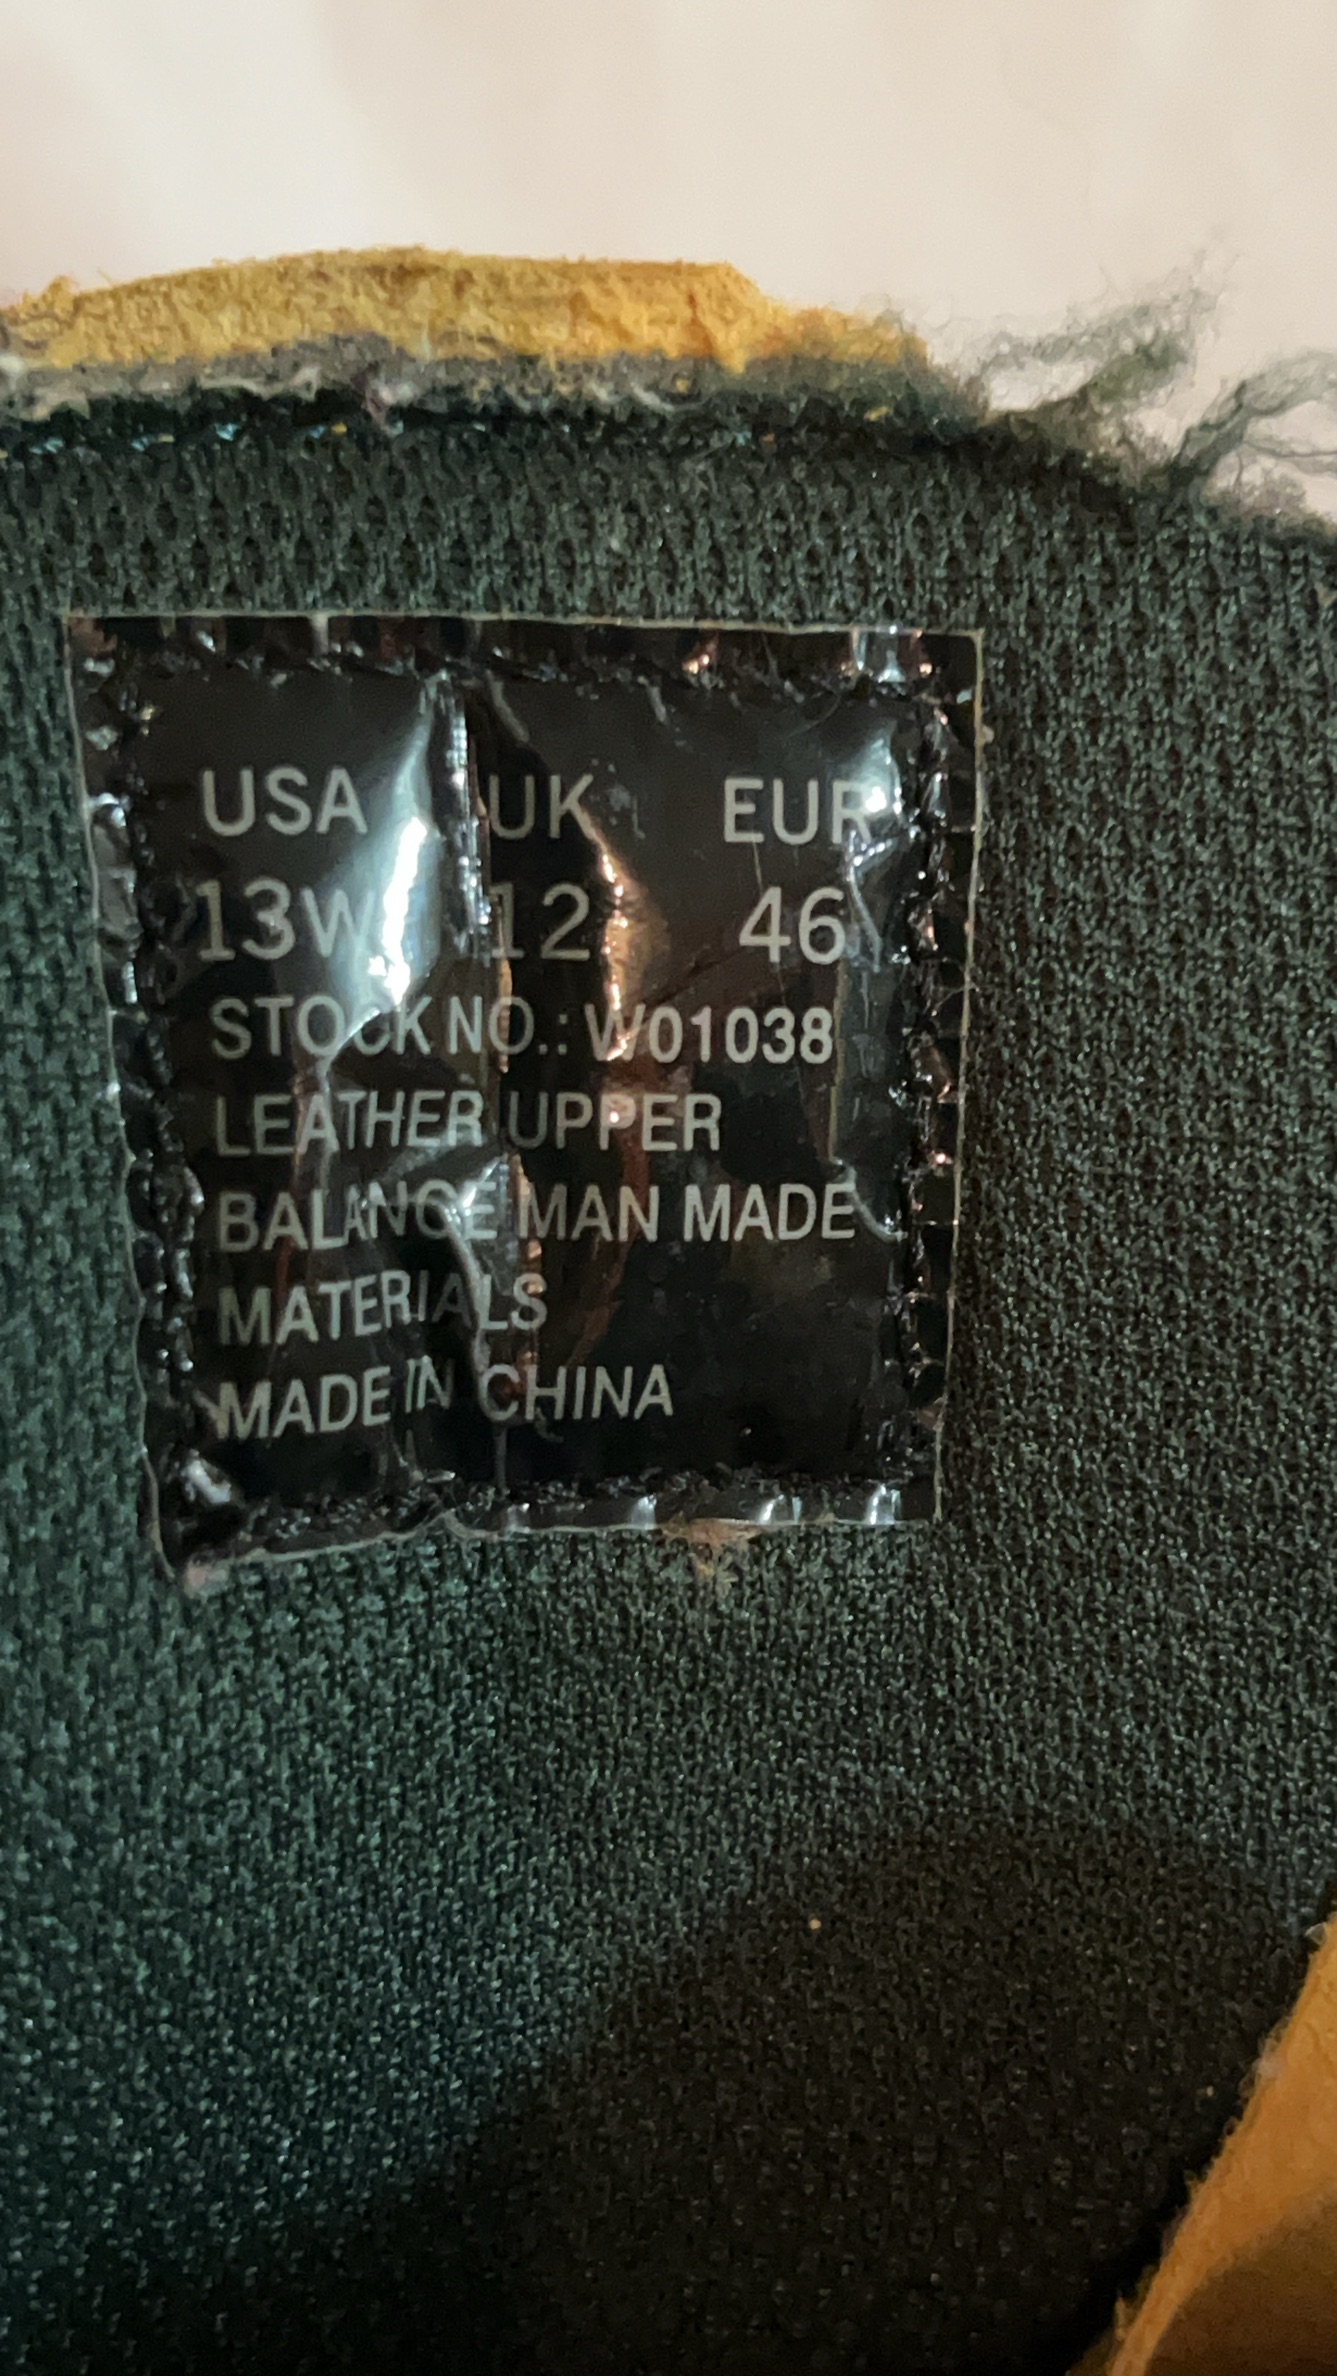 USA UK EUR
13W 12 46
STOCK NO.: W01038
LEATHER UPPER
BALANCE MAN MADE
MATERIALS
MADE IN CHINA